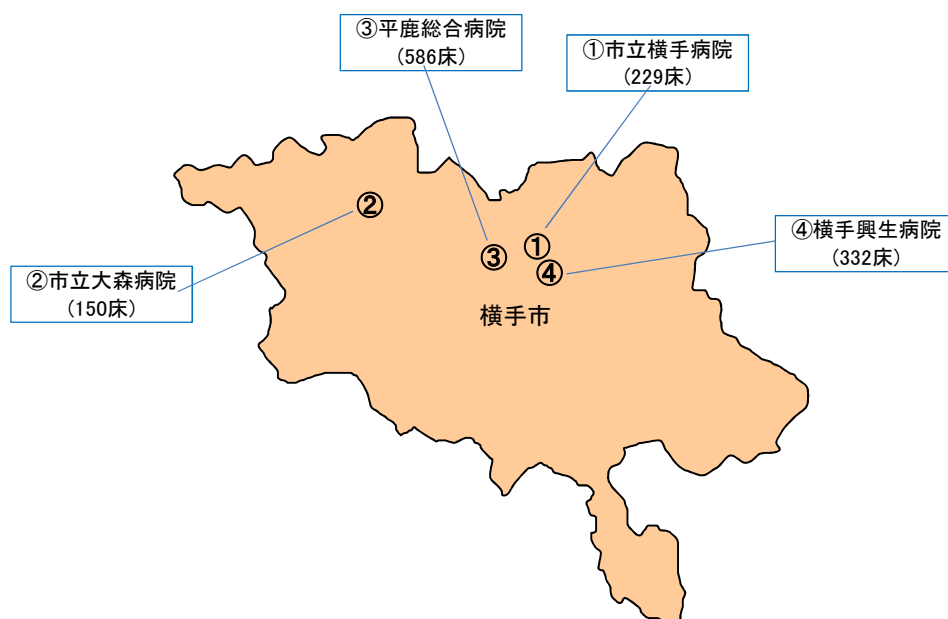 ③平鹿総合病院
(586床)
①市立横手病院
(229床)
②
①
③
④
④横手興生病院
(332床)
②市立大森病院
(150床)
横手市